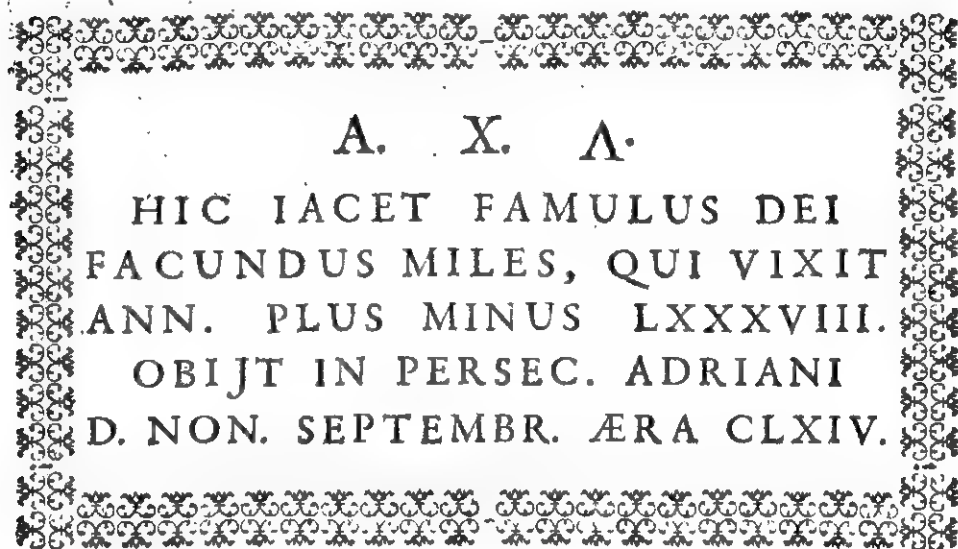 A. X. Λ.
HIC IACET FAMULUS DEI
FACUNDUS MILES, QUI VIXIT
ANN. PLUS MINUS LXXXVIII.
OBIJT IN PERSEC. ADRIANI
D. NON. SEPTEMBR. ÆRA CLXIV.